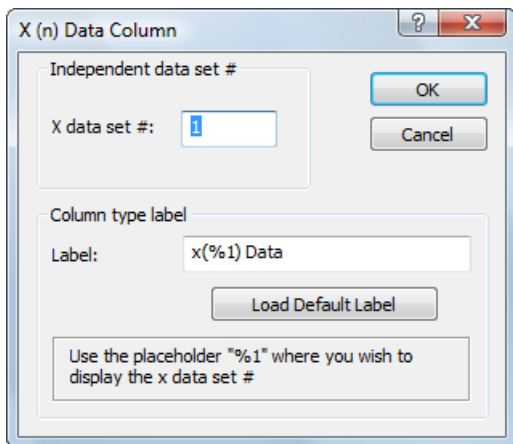 X (n) Data Column
?
X
Independent data set #
X data set #:
1
OK
Cancel
Column type label
Label:
x(%1) Data
Load Default Label
Use the placeholder "%1" where you wish to
display the x data set #